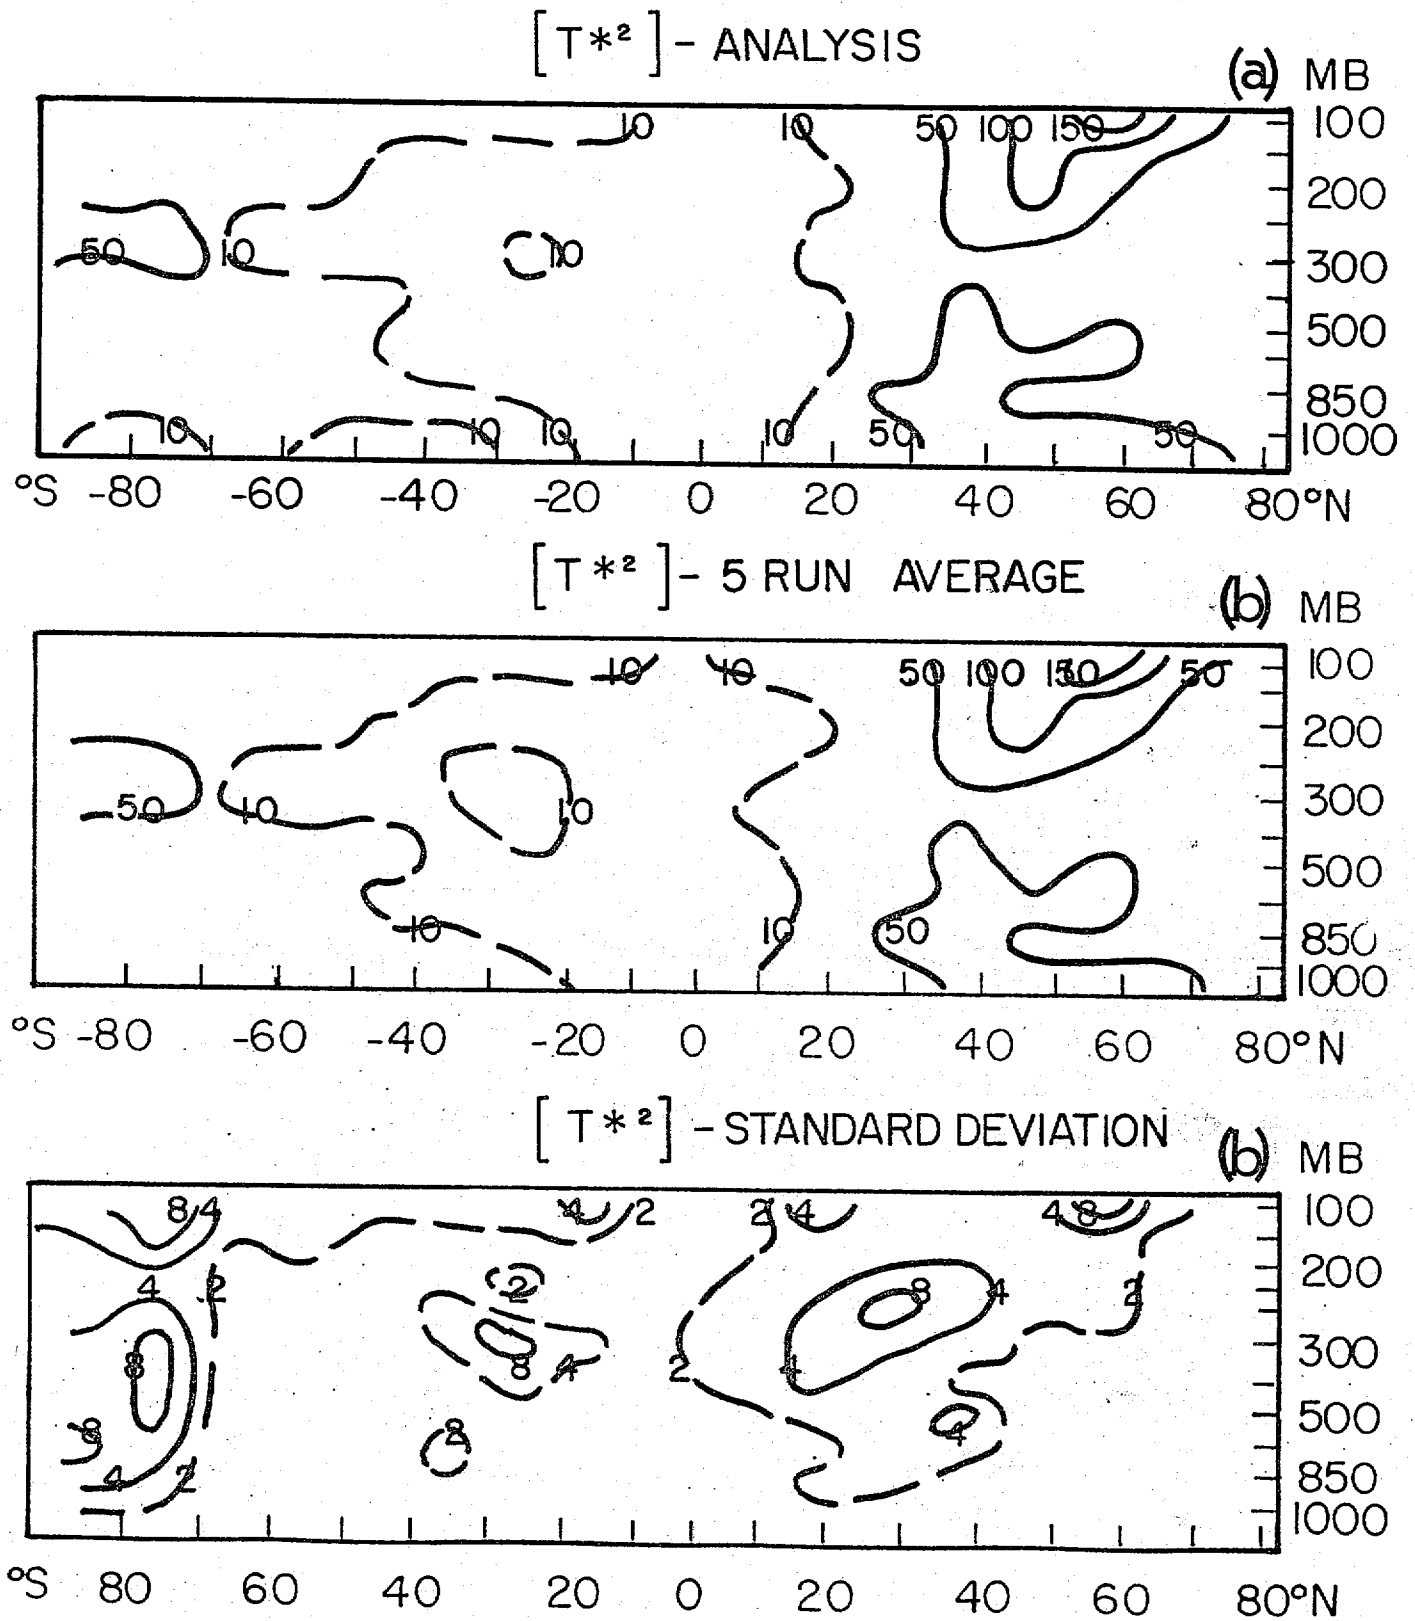 [T*²] – ANALYSIS
(a) MB
10 10 50 100 150 100
200
50 10 10 300
500
850
10 10 10 10 50 50 1000
°S -80 -60 -40 -20 0 20 40 60 80°N
[T*²] – 5 RUN AVERAGE
(b) MB
10 10 50 100 150 50 100
200
50 10 10 300
500
10 10 50 850
1000
°S -80 -60 -40 -20 0 20 40 60 80°N
[T*²] – STANDARD DEVIATION
(b) MB
8 4 4 2 2 4 4 8 100
200
4 2 2 8 4 2
8 8 4 2 4 300
8 2 4 500
4 2 850
1000
°S 80 60 40 20 0 20 40 60 80°N